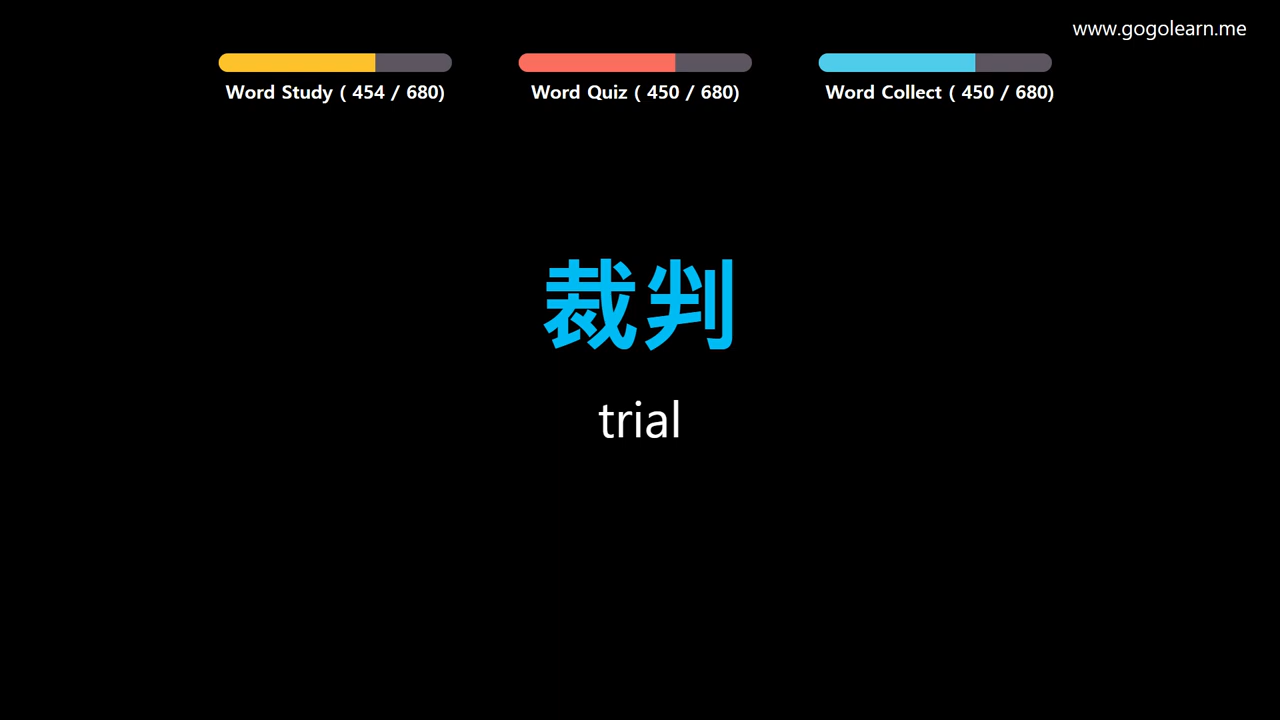 www.gogolearn.me
Word Study ( 454 / 680)
Word Quiz ( 450 / 680)
Word Collect ( 450 / 680)
裁判
trial